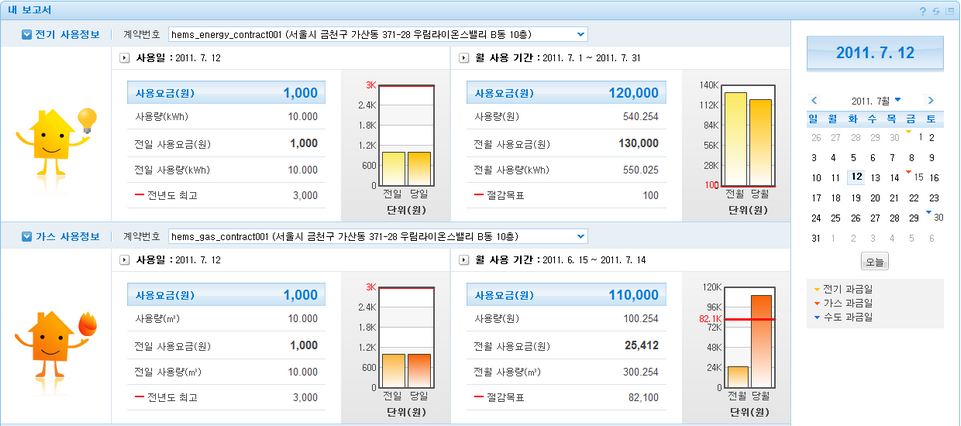 내 보고서
전기 사용정보 계약번호 hems_energy_contract001 (서울시 금천구 가산동 371-28 우림라이온스밸리 B동 10층)
사용일 : 2011. 7. 12
사용요금(원) 1,000
사용량(kWh) 10.000
전일 사용요금(원) 1,000
전일 사용량(kWh) 10.000
전년도 최고 3,000
3K
2.4K
1.8K
1.2K
600
0
전일 당일
단위(원)
월 사용 기간 : 2011. 7. 1 ~ 2011. 7. 31
사용요금(원) 120,000
사용량(원) 540.254
전월 사용요금(원) 130,000
전월 사용량(kWh) 550.025
절감목표 100
140K
112K
84K
56K
28K
100
전월 당월
단위(원)
가스 사용정보 계약번호 hems_gas_contract001 (서울시 금천구 가산동 371-28 우림라이온스밸리 B동 10층)
사용일 : 2011. 7. 12
사용요금(원) 1,000
사용량(㎥) 10.000
전일 사용요금(원) 1,000
전일 사용량(㎥) 10.000
전년도 최고 3,000
3K
2.4K
1.8K
1.2K
600
0
전일 당일
단위(원)
월 사용 기간 : 2011. 6. 15 ~ 2011. 7. 14
사용요금(원) 110,000
사용량(원) 100.254
전월 사용요금(원) 25,412
전월 사용량(㎥) 300.254
절감목표 82,100
120K
96K
82.1K
72K
48K
24K
0
전월 당월
단위(원)
2011. 7. 12
2011. 7월
일 월 화 수 목 금 토
26 27 28 29 30 1 2
3 4 5 6 7 8 9
10 11 12 13 14 15 16
17 18 19 20 21 22 23
24 25 26 27 28 29 30
31 1 2 3 4 5 6
오늘
전기 과금일
가스 과금일
수도 과금일